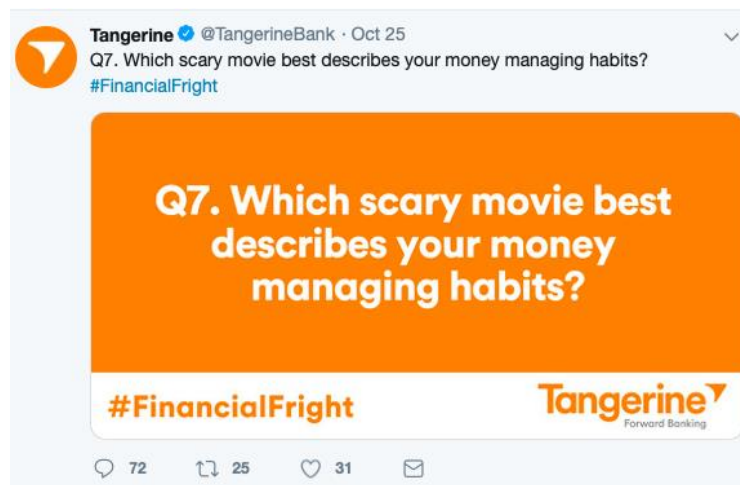 Tangerine @TangerineBank · Oct 25
Q7. Which scary movie best describes your money managing habits?
#FinancialFright
Q7. Which scary movie best
describes your money
managing habits?
#FinancialFright
Tangerine
Forward Banking
72 25 31